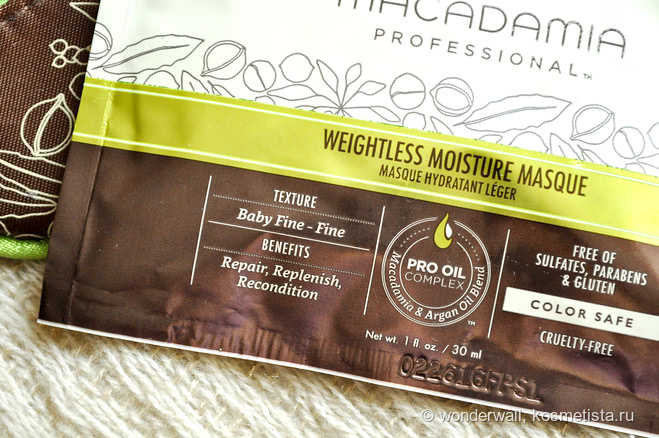 MACADAMIA
PROFESSIONAL™
WEIGHTLESS MOISTURE MASQUE
MASQUE HYDRATANT LÉGER
TEXTURE
Baby Fine - Fine
BENEFITS
Repair, Replenish,
Recondition
PRO OIL
COMPLEX
Macadamia & Argan Oil Blend
™
FREE OF
SULFATES, PARABENS
& GLUTEN
COLOR SAFE
CRUELTY-FREE
Net wt. 1 fl. oz. / 30 ml
022616FPS1
© wonderwall, kosmetista.ru